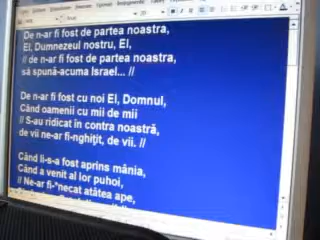 De n-ar fi fost de partea noastra,
El, Dumnezeul nostru, El,
// de n-ar fi fost de partea noastra,
să spună-acuma Israel... //
De n-ar fi fost cu noi El, Domnul,
Când oamenii cu mii de mii
// S-au ridicat în contra noastră,
de vii ne-ar fi-nghiţit, de vii. //
Când li-s-a fost aprins mânia,
Când a venit al lor puhoi,
// Ne-ar fi-"necat atâtea ape,